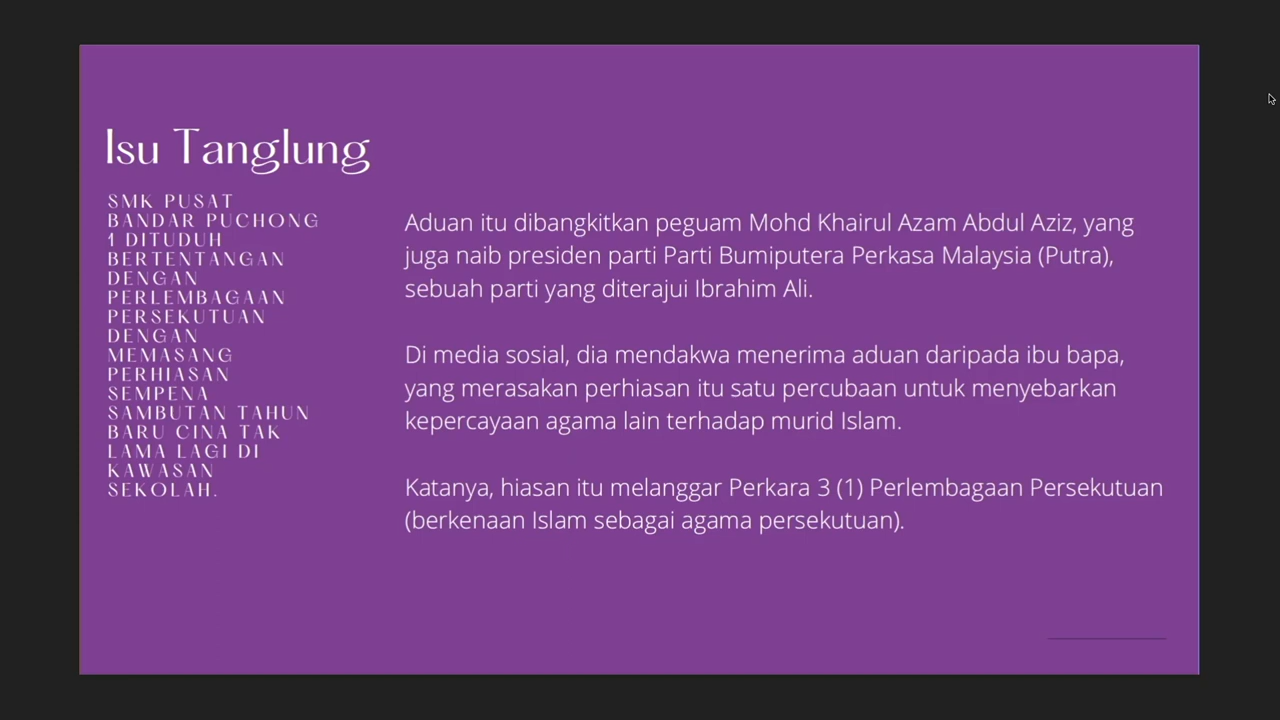 Isu Tanglung
SMK PUSAT
BANDAR PUCHONG
1 DITUDUH
BERTENTANGAN
DENGAN
PERLEMBAGAAN
PERSEKUTUAN
DENGAN
MEMASANG
PERHIASAN
SEMPENA
SAMBUTAN TAHUN
BARU CINA TAK
LAMA LAGI DI
KAWASAN
SEKOLAH.
Aduan itu dibangkitkan peguam Mohd Khairul Azam Abdul Aziz, yang
juga naib presiden parti Parti Bumiputera Perkasa Malaysia (Putra),
sebuah parti yang diterajui Ibrahim Ali.
Di media sosial, dia mendakwa menerima aduan daripada ibu bapa,
yang merasakan perhiasan itu satu percubaan untuk menyebarkan
kepercayaan agama lain terhadap murid Islam.
Katanya, hiasan itu melanggar Perkara 3 (1) Perlembagaan Persekutuan
(berkenaan Islam sebagai agama persekutuan).